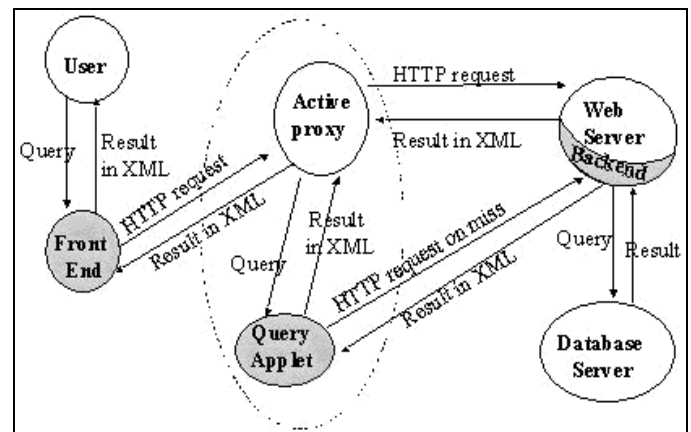 User
Query
Result
in XML
Front
End
HTTP request
Result in XML
Active
proxy
HTTP request
Result in XML
Web
Server
Backend
Query
Result
in XML
Query
Applet
HTTP request on miss
Result in XML
Query
Result
Database
Server